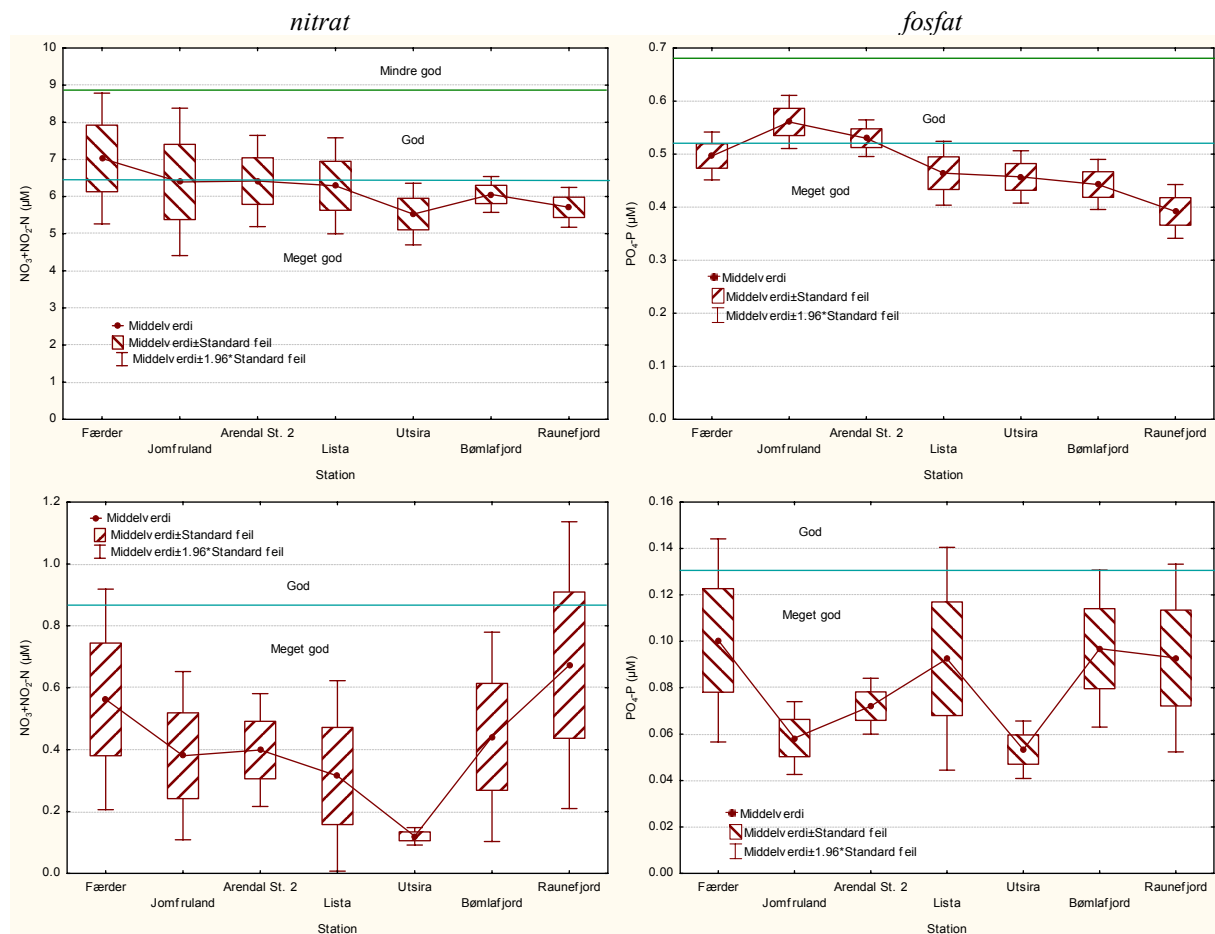 nitrat
fosfat
10
9
8
7
6
5
4
3
2
1
0
NO3+NO2-N (µM)
Mindre god
God
Meget god
Middelverdi
Middelverdi±Standard feil
Middelverdi±1.96*Standard feil
Færder
Jomfruland
Arendal St. 2
Lista
Utsira
Bømlafjord
Raunefjord
Station
0.7
0.6
0.5
0.4
0.3
0.2
0.1
0.0
PO4-P (µM)
God
Meget god
Middelverdi
Middelverdi±Standard feil
Middelverdi±1.96*Standard feil
Færder
Jomfruland
Arendal St. 2
Lista
Utsira
Bømlafjord
Raunefjord
Station
1.2
1.0
0.8
0.6
0.4
0.2
0.0
NO3+NO2-N (µM)
Middelverdi
Middelverdi±Standard feil
Middelverdi±1.96*Standard feil
God
Meget god
Færder
Jomfruland
Arendal St. 2
Lista
Utsira
Bømlafjord
Raunefjord
Station
0.16
0.14
0.12
0.10
0.08
0.06
0.04
0.02
0.00
PO4-P (µM)
God
Meget god
Middelverdi
Middelverdi±Standard feil
Middelverdi±1.96*Standard feil
Færder
Jomfruland
Arendal St. 2
Lista
Utsira
Bømlafjord
Raunefjord
Station